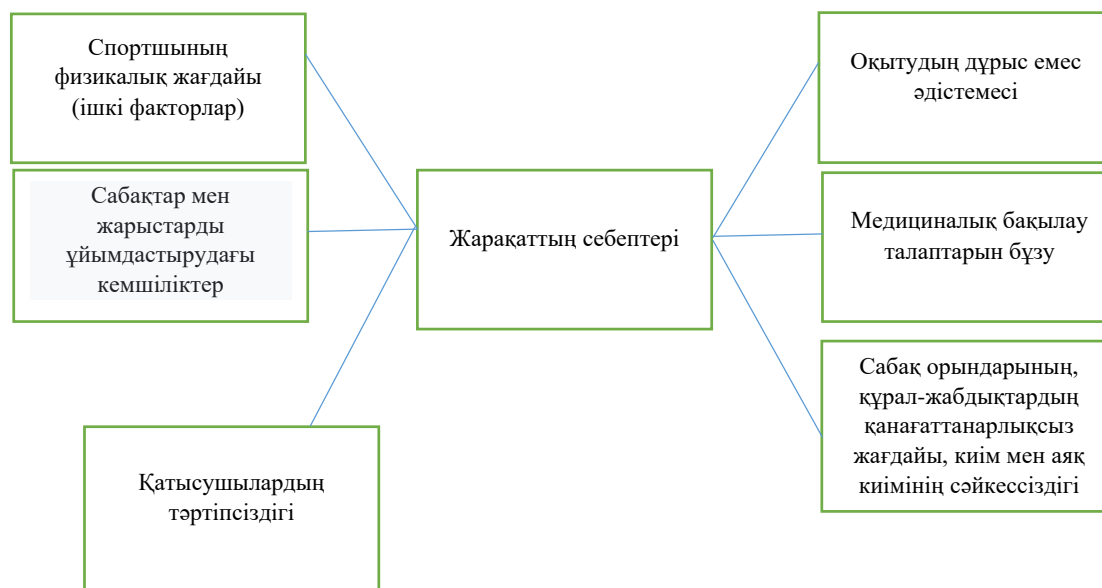 Спортшының
физикалық жағдайы
(ішкі факторлар)
Сабақтар мен
жарыстарды
ұйымдастырудағы
кемшіліктер
Қатысушылардың
тәртіпсіздігі
Жарақаттың себептері
Оқытудың дұрыс емес
әдістемесі
Медициналық бақылау
талаптарын бұзу
Сабақ орындарының,
құрал-жабдықтардың
қанағаттанарлықсыз
жағдайы, киім мен аяқ
киімінің сәйкессіздігі